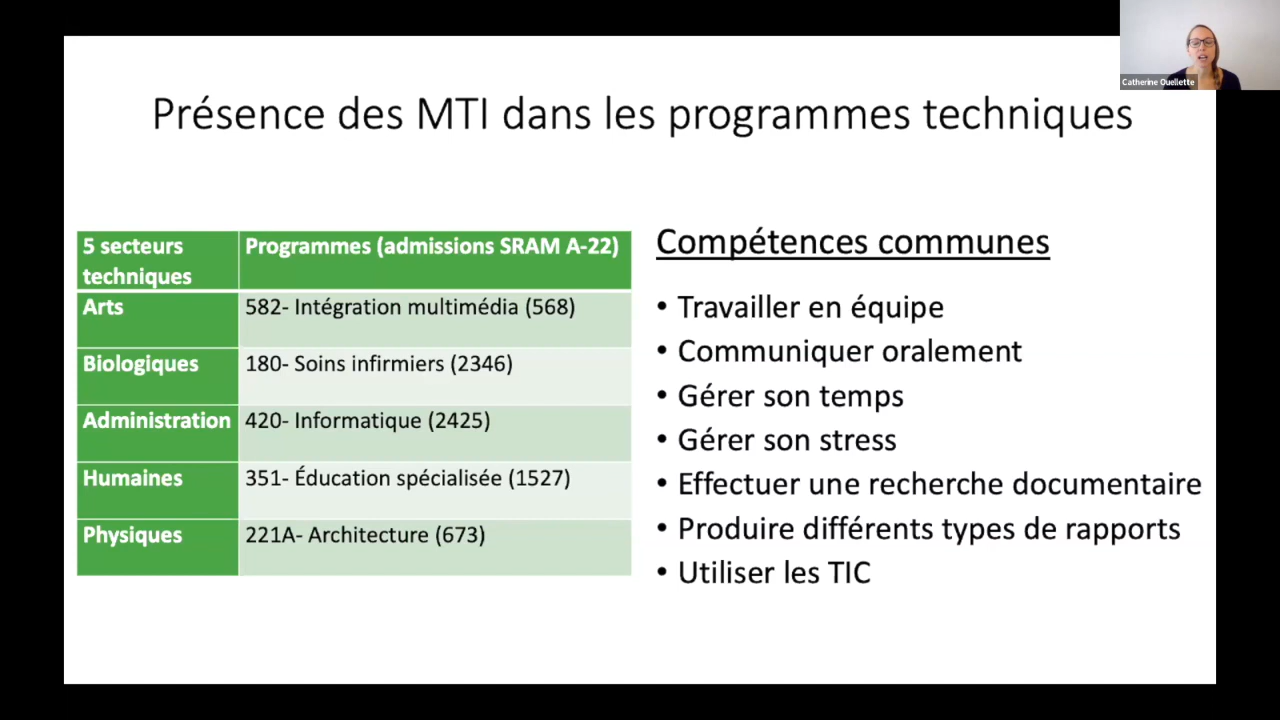 Catherine Ouellette
Présence des MTI dans les programmes techniques
5 secteurs
techniques
Programmes (admissions SRAM A-22)
Arts
582- Intégration multimédia (568)
Biologiques
180- Soins infirmiers (2346)
Administration
420- Informatique (2425)
Humaines
351- Éducation spécialisée (1527)
Physiques
221A- Architecture (673)
Compétences communes
• Travailler en équipe
• Communiquer oralement
• Gérer son temps
• Gérer son stress
• Effectuer une recherche documentaire
• Produire différents types de rapports
• Utiliser les TIC